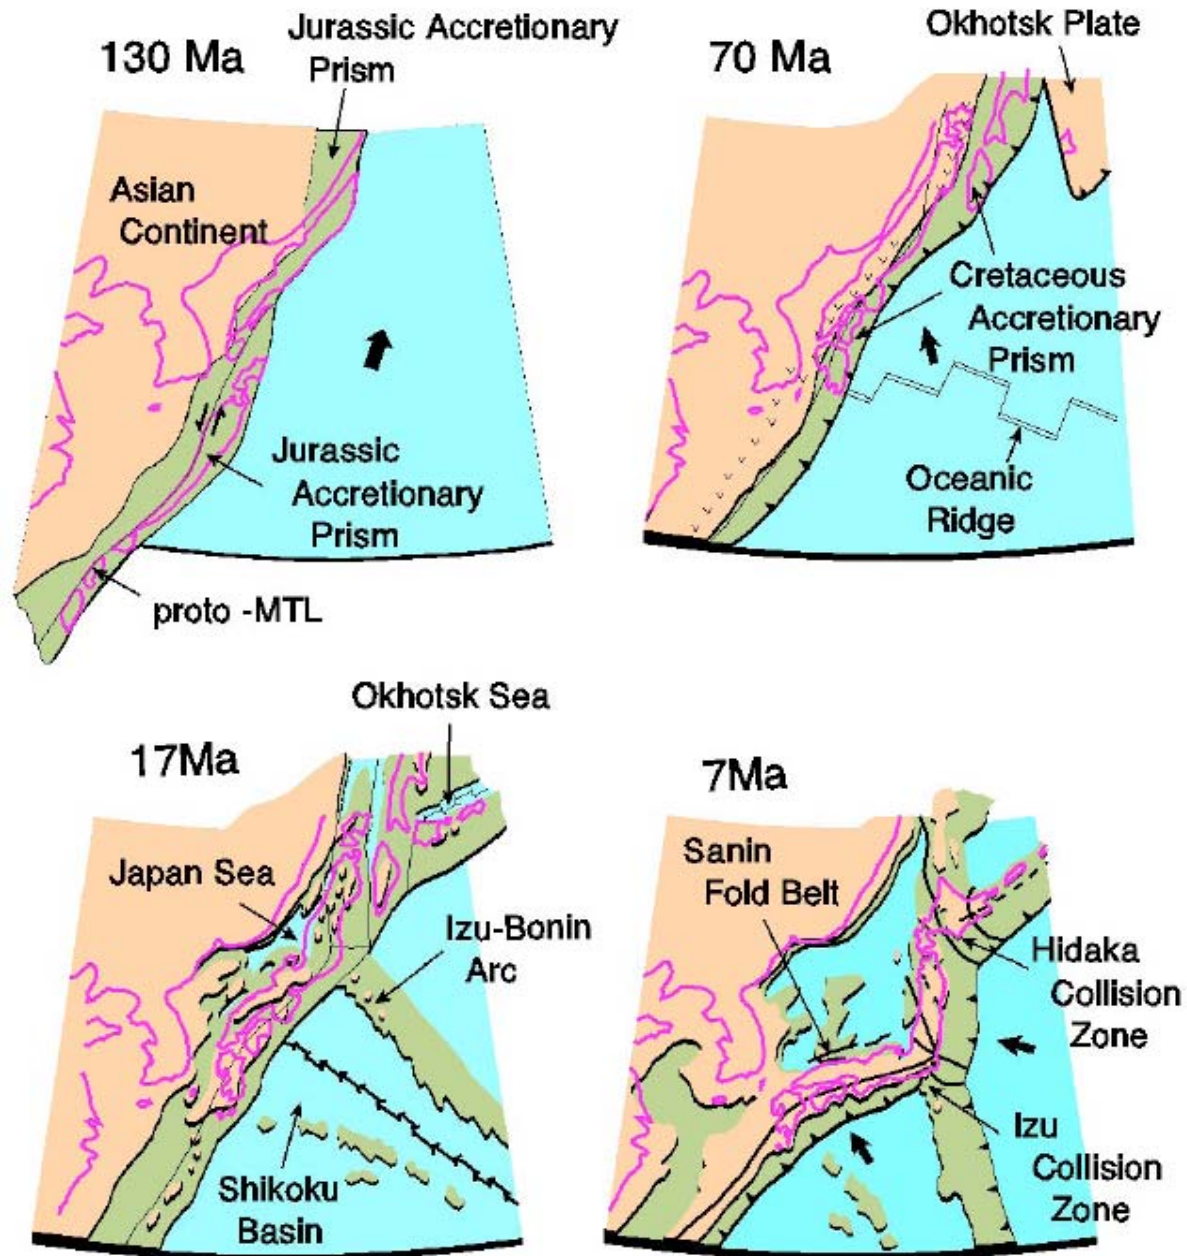 130 Ma
Jurassic Accretionary
Prism
Asian
Continent
Jurassic
Accretionary
Prism
proto -MTL
70 Ma
Okhotsk Plate
Cretaceous
Accretionary
Prism
Oceanic
Ridge
17Ma
Okhotsk Sea
Japan Sea
Izu-Bonin
Arc
Shikoku
Basin
7Ma
Sanin
Fold Belt
Hidaka
Collision
Zone
Izu
Collision
Zone